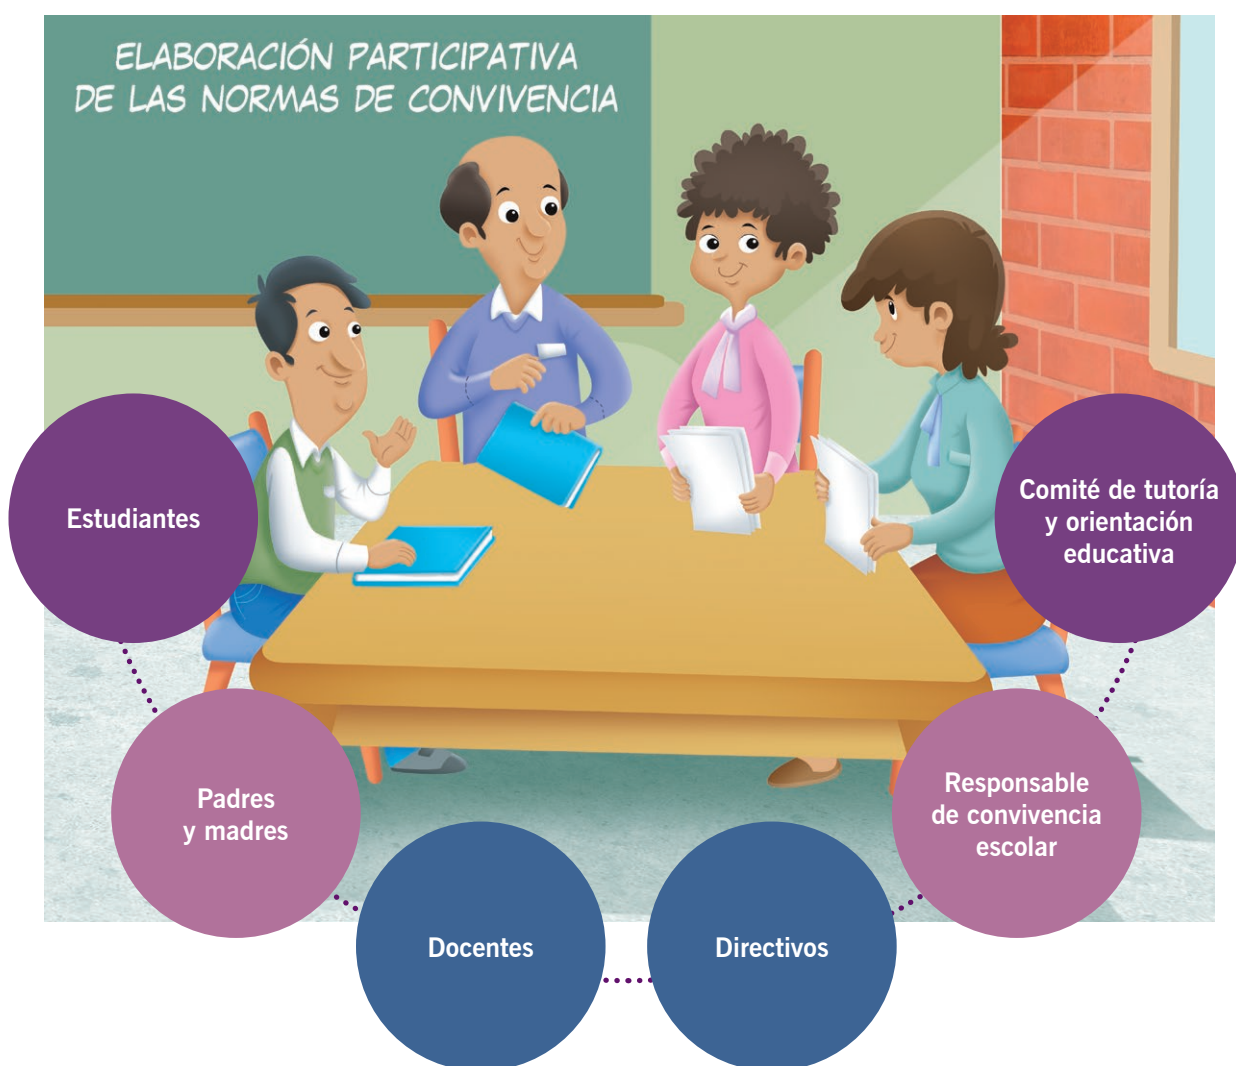 ELABORACIÓN PARTICIPATIVA
DE LAS NORMAS DE CONVIVENCIA
Estudiantes
Padres
y madres
Docentes
Directivos
Responsable
de convivencia
escolar
Comité de tutoría
y orientación
educativa